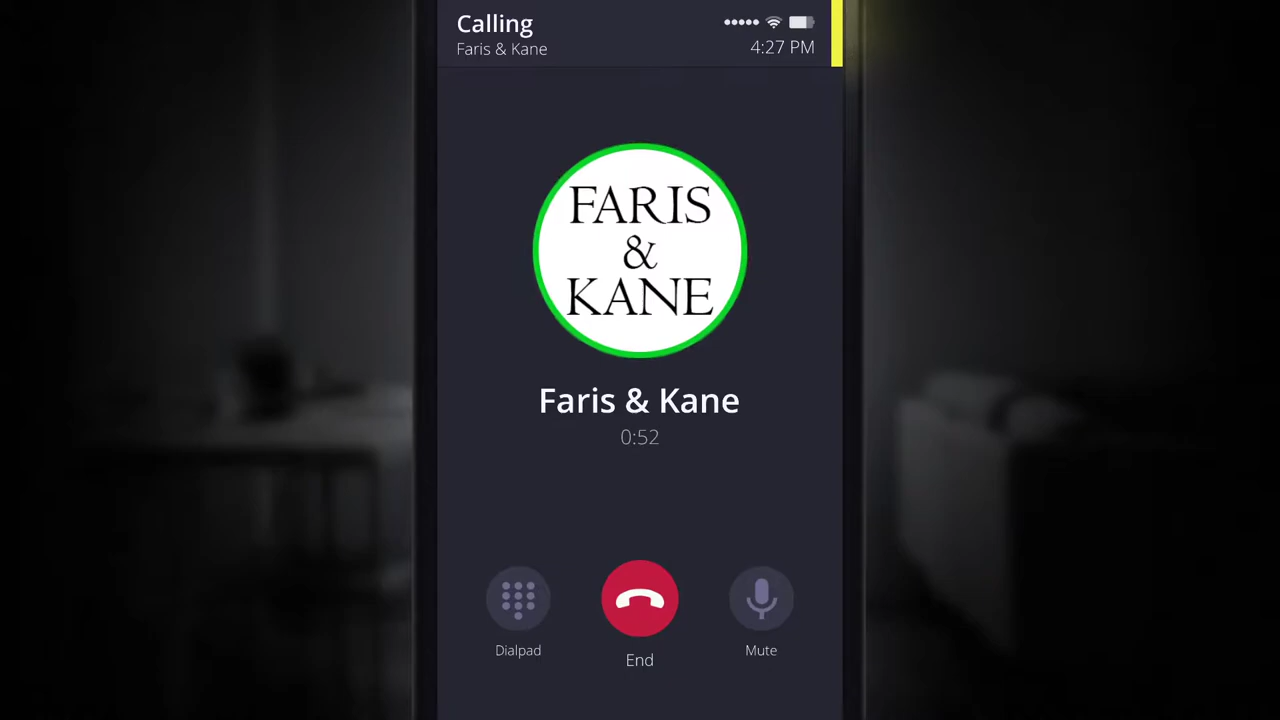 Calling
Faris & Kane
4:27 PM
FARIS
&
KANE
Faris & Kane
0:52
Dialpad
End
Mute